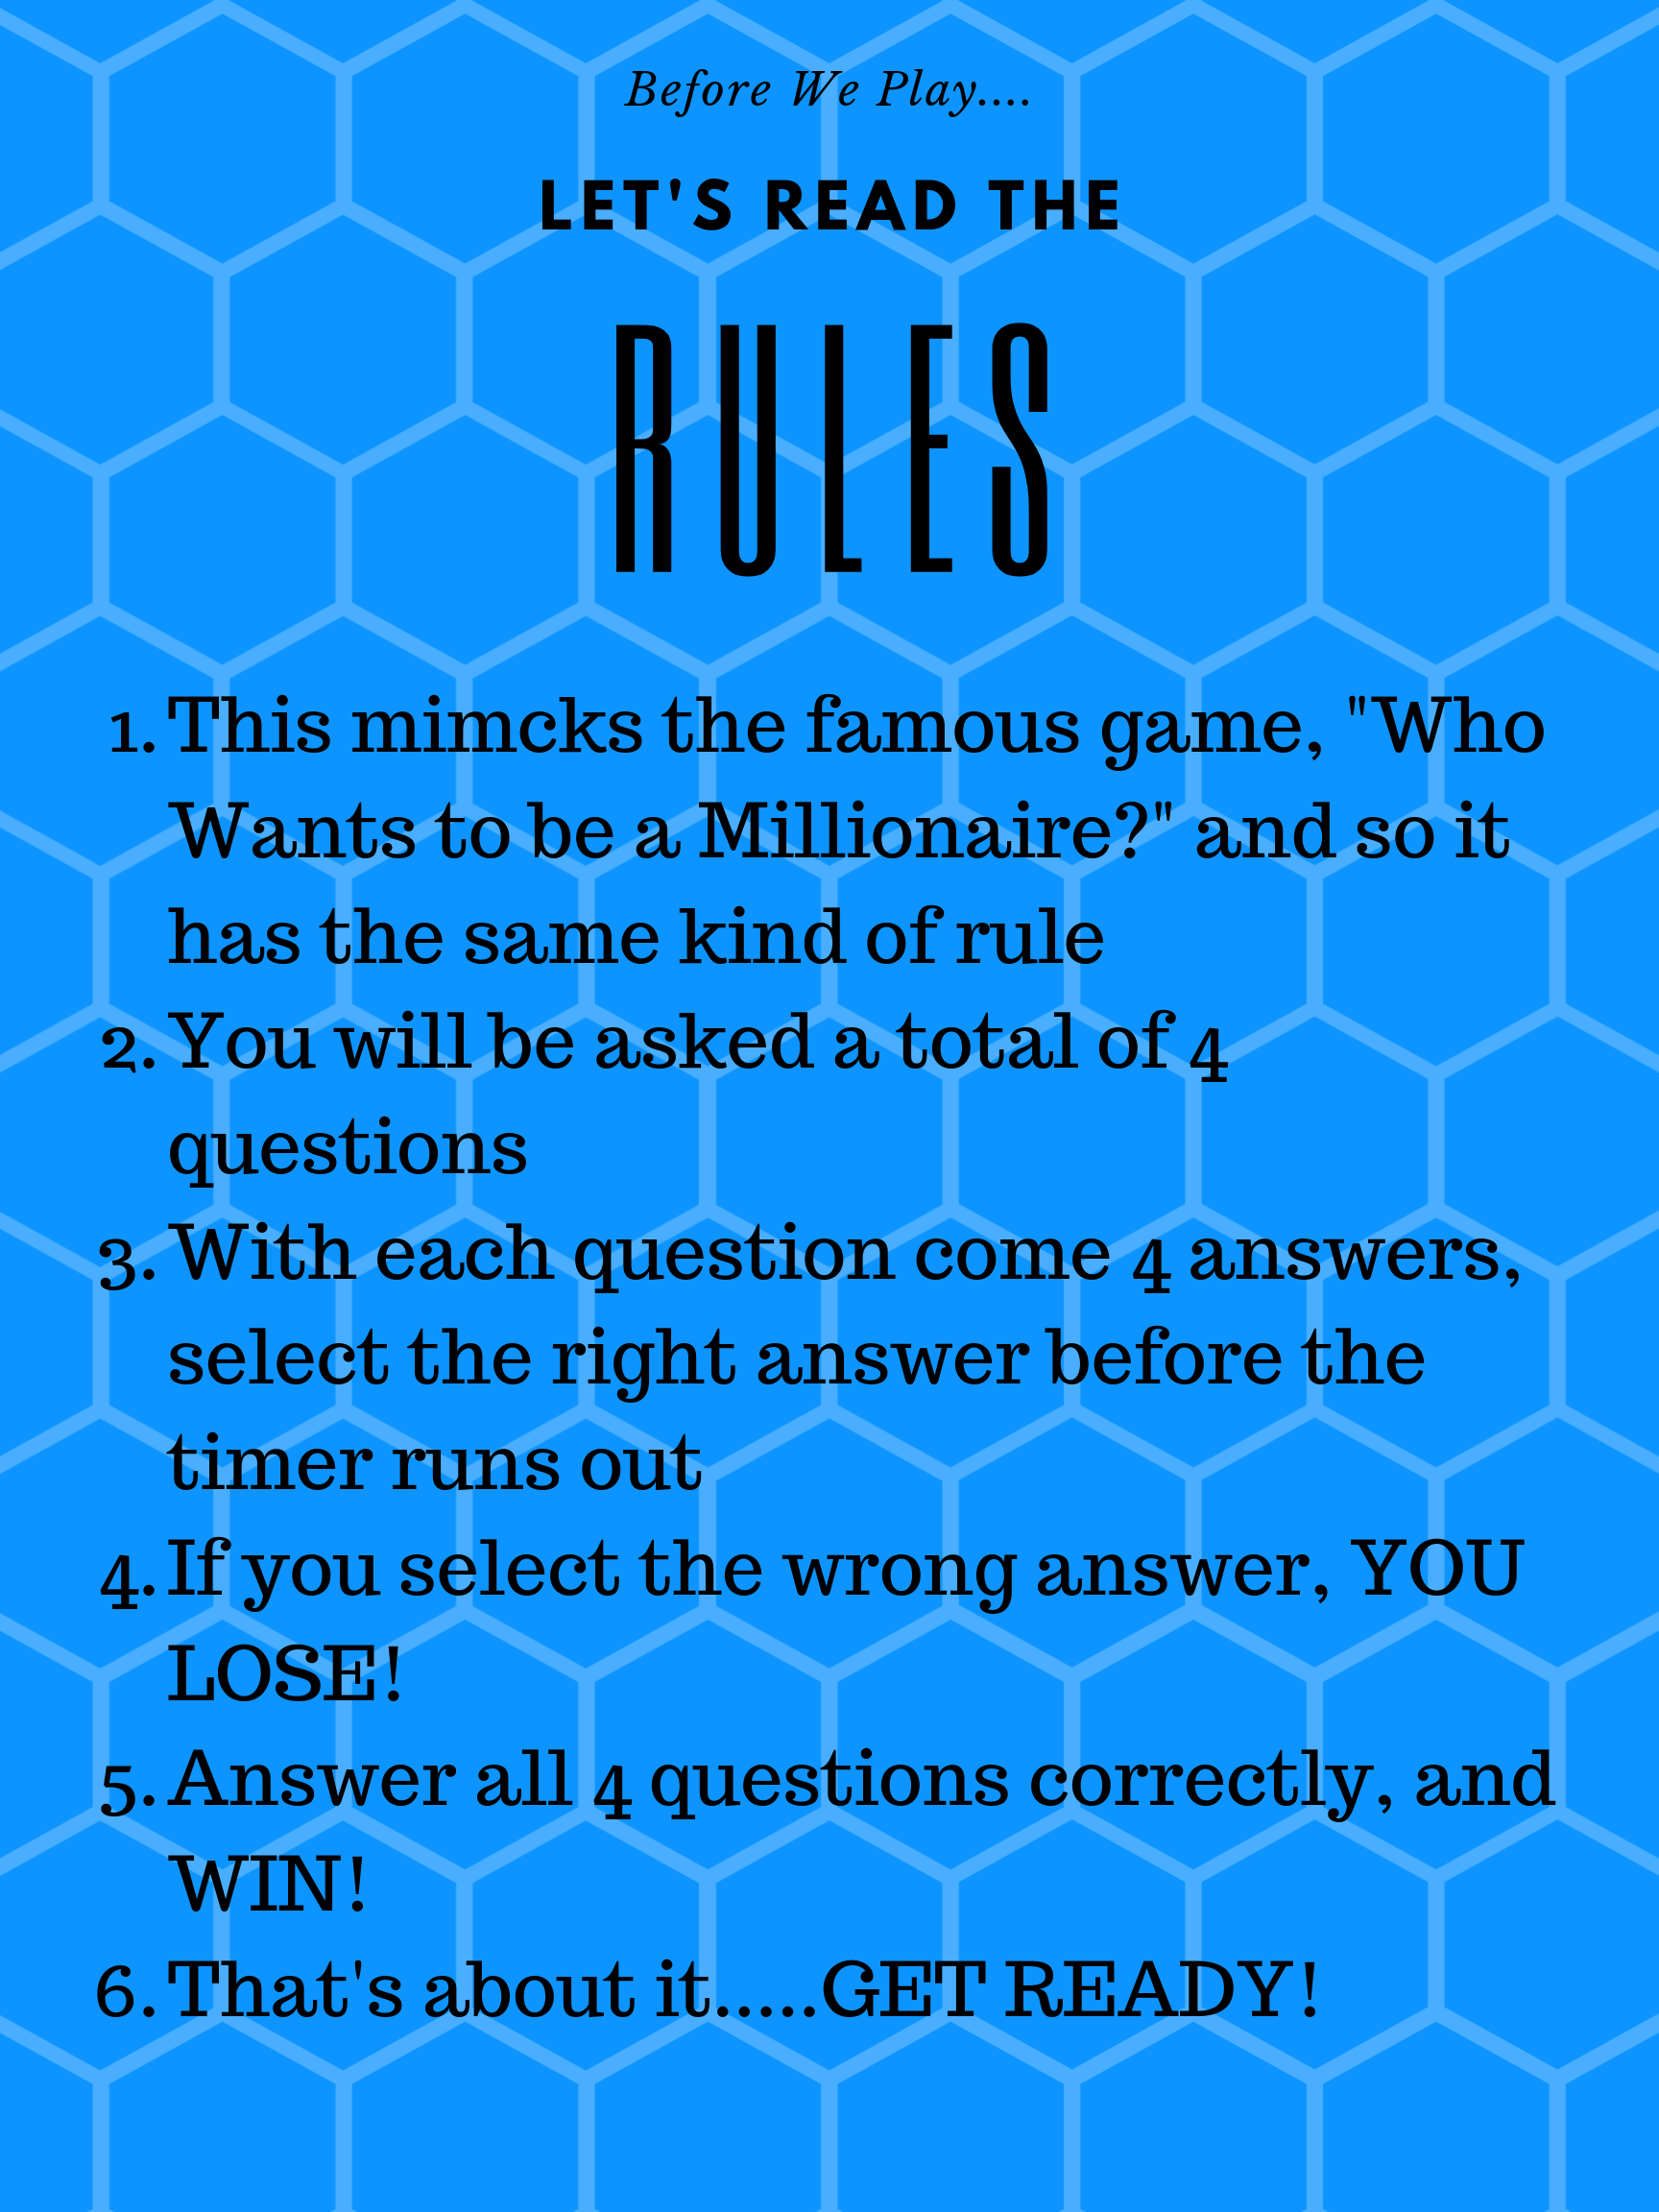 Before We Play....
LET'S READ THE
RULES
1. This mimcks the famous game, "Who
Wants to be a Millionaire?" and so it
has the same kind of rule
2. You will be asked a total of 4
questions
3. With each question come 4 answers,
select the right answer before the
timer runs out
4. If you select the wrong answer, YOU
LOSE!
5. Answer all 4 questions correctly, and
WIN!
6. That's about it.....GET READY!